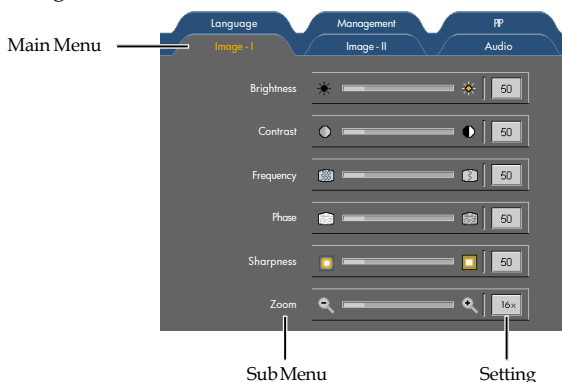 Language Management PIP
Main Menu Image - I Image - II Audio
Brightness 50
Contrast 50
Frequency 50
Phase 50
Sharpness 50
Zoom 16x
Sub Menu Setting